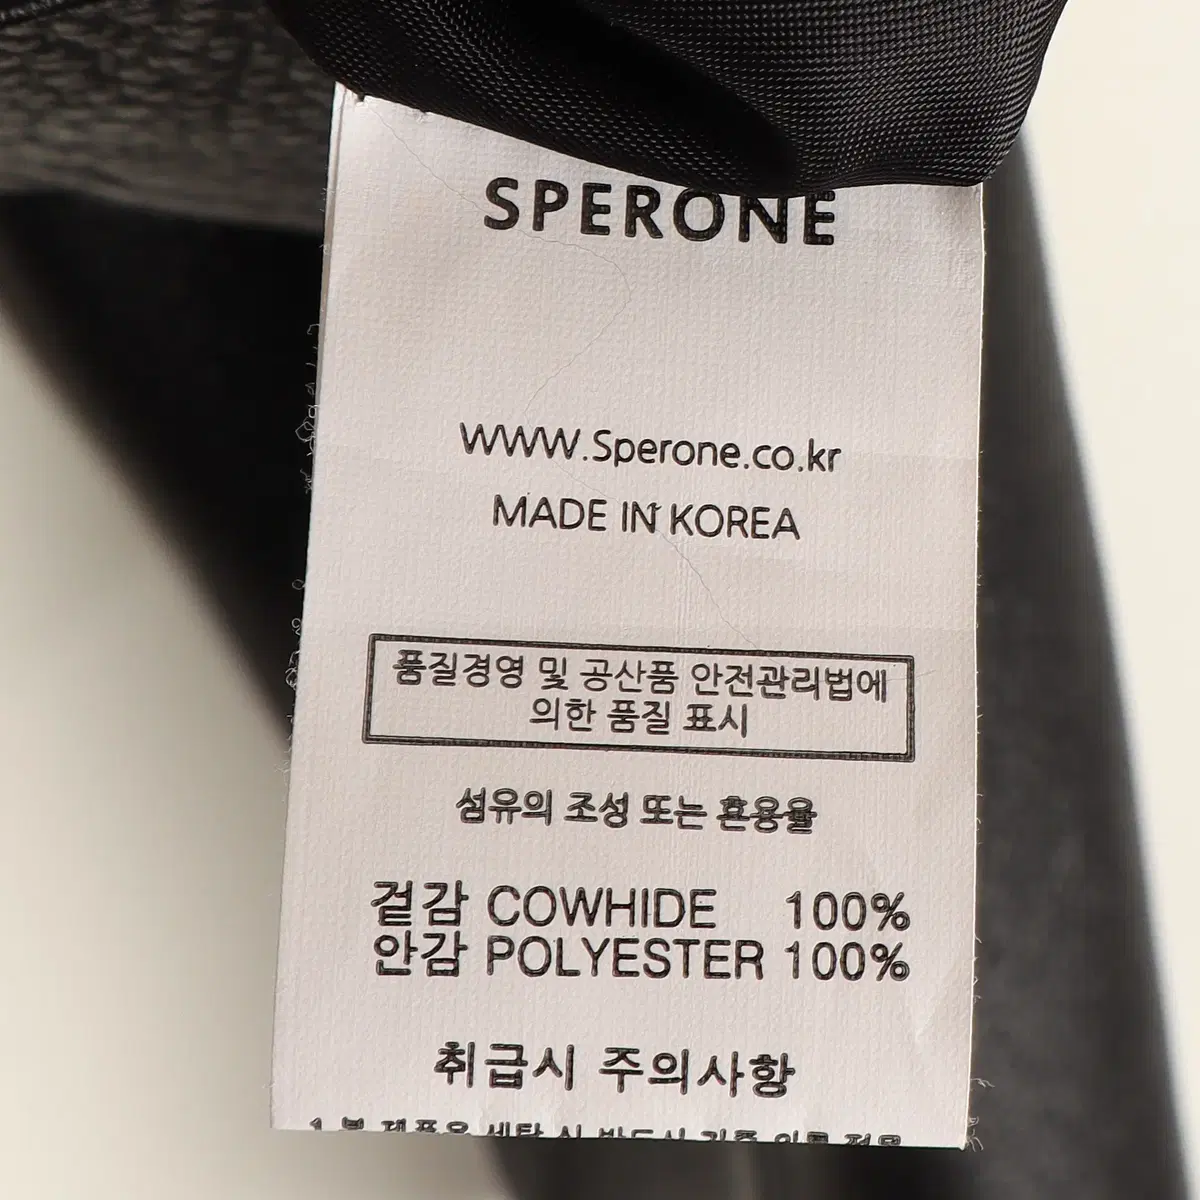 SPERONE
WWW.Sperone.co.kr
MADE IN KOREA
품질경영 및 공산품 안전관리법에
의한 품질 표시
섬유의 조성 또는 혼용율
겉감 COWHIDE 100%
안감 POLYESTER 100%
취급시 주의사항